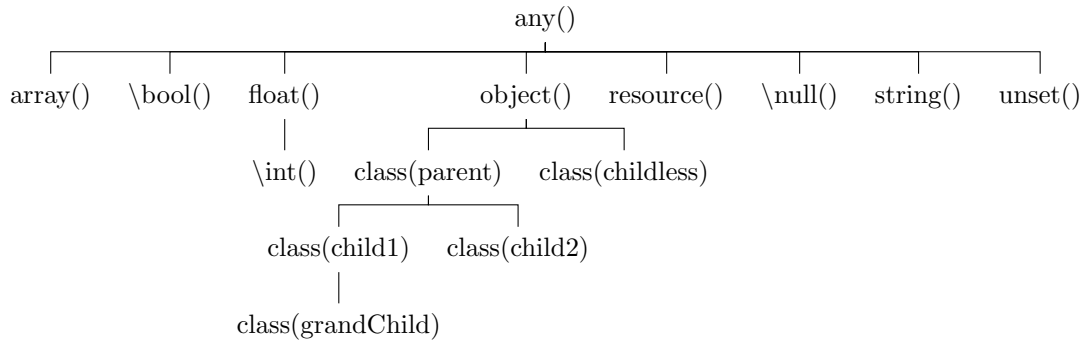 any()
array() \bool() float() object() resource() \null() string() unset()
\int() class(parent) class(childless)
class(child1) class(child2)
class(grandChild)